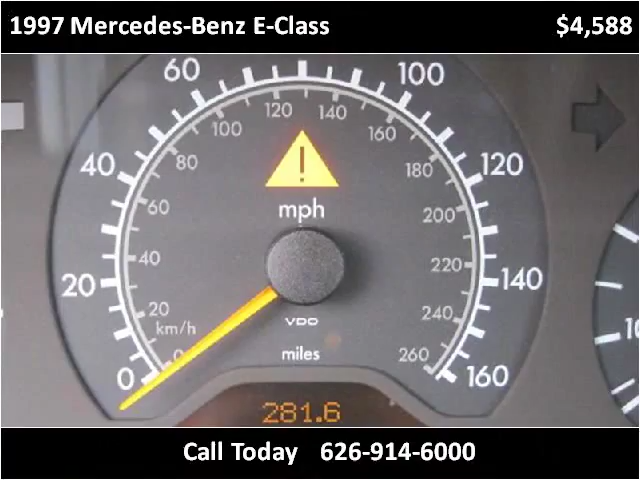 1997 Mercedes-Benz E-Class $4,588
60 100
120 140
100 160
40 80 180 120
!
60 mph 200
20 40 220 140
20 VDO 240
km/h
0 miles 260
0 160
281.6
10
Call Today 626-914-6000